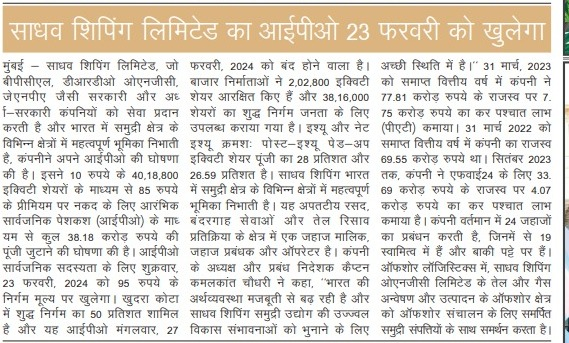 साधव शिपिंग लिमिटेड का आईपीओ 23 फरवरी को खुलेगा
मुंबई – साधव शिपिंग लिमिटेड, जो
बीपीसीएल, डीआरडीओ ओएनजीसी,
जेएनपीए जैसी सरकारी और अध
र्-सरकारी कंपनियों को सेवा प्रदान
करती है और भारत में समुद्री क्षेत्र के
विभिन्न क्षेत्रों में महत्वपूर्ण भूमिका निभाती
है, कंपनीने अपने आईपीओ की घोषणा
की है। इसने 10 रुपये के 40,18,800
इक्विटी शेयरों के माध्यम से 85 रुपये
के प्रीमियम पर नकद के लिए आरंभिक
सार्वजनिक पेशकश (आईपीओ) के माध
यम से कुल 38.18 करोड़ रुपये की
पूंजी जुटाने की घोषणा की है। आईपीओ
सार्वजनिक सदस्यता के लिए शुक्रवार,
23 फरवरी, 2024 को 95 रुपये के
निर्गम मूल्य पर खुलेगा। खुदरा कोटा
में शुद्ध निर्गम का 50 प्रतिशत शामिल
है और यह आईपीओ मंगलवार, 27
फरवरी, 2024 को बंद होने वाला है।
बाजार निर्माताओं ने 2,02,800 इक्विटी
शेयर आरक्षित किए हैं और 38,16,000
शेयरों का शुद्ध निर्गम जनता के लिए
उपलब्ध कराया गया है। इश्यू और नेट
इश्यू क्रमशः पोस्ट-इश्यू पेड-अप
इक्विटी शेयर पूंजी का 28 प्रतिशत और
26.59 प्रतिशत है। साधव शिपिंग भारत
में समुद्री क्षेत्र के विभिन्न क्षेत्रों में महत्वपूर्ण
भूमिका निभाती है। यह अपतटीय रसद,
बंदरगाह सेवाओं और तेल रिसाव
प्रतिक्रिया के क्षेत्र में एक जहाज मालिक,
जहाज प्रबंधक और ऑपरेटर है। कंपनी
के अध्यक्ष और प्रबंध निदेशक कैप्टन
कमलकांत चौधरी ने कहा, ''भारत की
अर्थव्यवस्था मजबूती से बढ़ रही है और
साधव शिपिंग समुद्री उद्योग की उज्ज्वल
विकास संभावनाओं को भुनाने के लिए
अच्छी स्थिति में है।'' 31 मार्च, 2023
को समाप्त वित्तीय वर्ष में कंपनी ने
77.81 करोड़ रुपये के राजस्व पर 7.
75 करोड़ रुपये का कर पश्चात लाभ
(पीएटी) कमाया। 31 मार्च 2022 को
समाप्त वित्तीय वर्ष में कंपनी का राजस्व
69.55 करोड़ रुपये था। सितंबर 2023
तक, कंपनी ने एफवाई24 के लिए 33.
69 करोड़ रुपये के राजस्व पर 4.07
करोड़ रुपये का कर पश्चात लाभ
कमाया है। कंपनी वर्तमान में 24 जहाजों
का प्रबंधन करती है, जिनमें से 19
स्वामित्व में हैं और बाकी पट्टे पर हैं।
ऑफशोर लॉजिस्टिक्स में, साधव शिपिंग
ओएनजीसी लिमिटेड के तेल और गैस
अन्वेषण और उत्पादन के ऑफशोर क्षेत्र
को ऑफशोर संचालन के लिए समर्पित
समुद्री संपत्तियों के साथ समर्थन करता है।